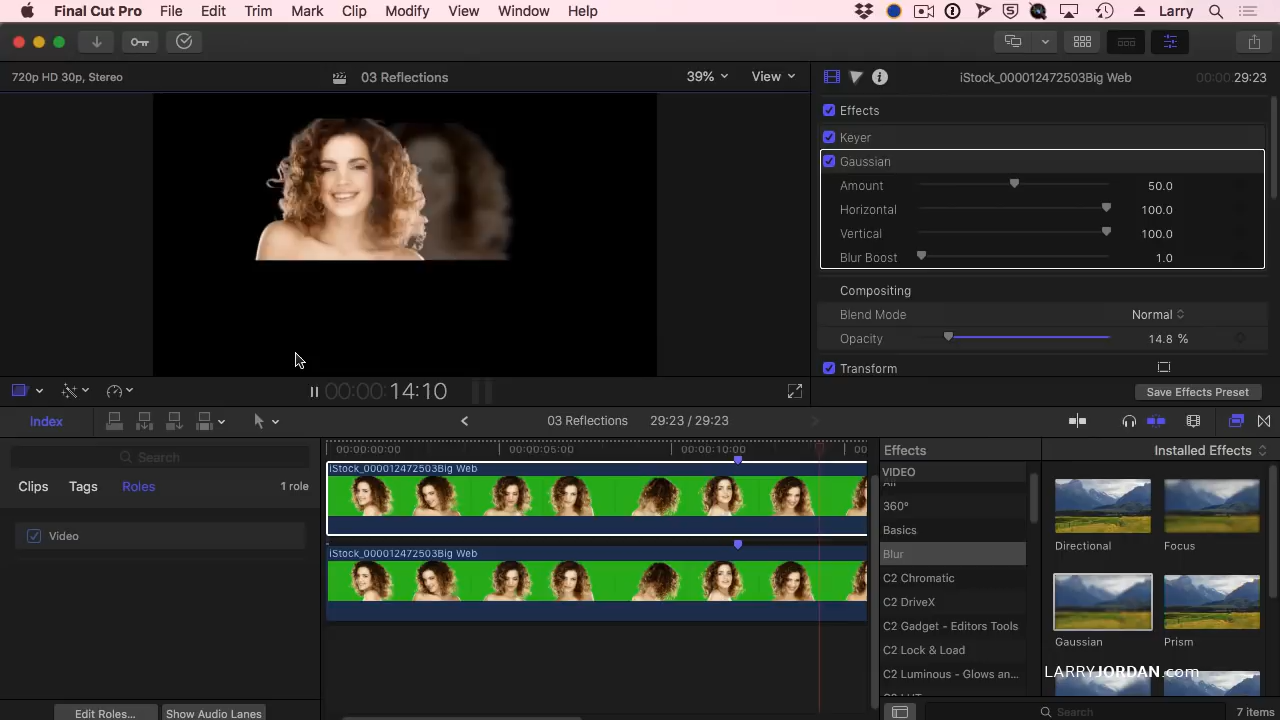 Final Cut Pro File Edit Trim Mark Clip Modify View Window Help Larry
720p HD 30p, Stereo
03 Reflections
39%
View
iStock_000012472503Big Web
00:00:29:23
Effects
Keyer
Gaussian
Amount 50.0
Horizontal 100.0
Vertical 100.0
Blur Boost 1.0
Compositing
Blend Mode Normal
Opacity 14.8 %
Transform
00:00:14:10
Save Effects Preset
Index
03 Reflections
29:23 / 29:23
Search
Clips Tags Roles 1 role
Video
Edit Roles...
Show Audio Lanes
00:00:00:00 00:00:05:00 00:00:10:00 00
iStock_000012472503Big Web
iStock_000012472503Big Web
Effects
Installed Effects
VIDEO
All
360°
Basics
Blur
C2 Chromatic
C2 DriveX
C2 Gadget - Editors Tools
C2 Lock & Load
C2 Luminous - Glows an...
Directional
Focus
Gaussian
Prism
LARRYJORDAN.com
Search
7 items